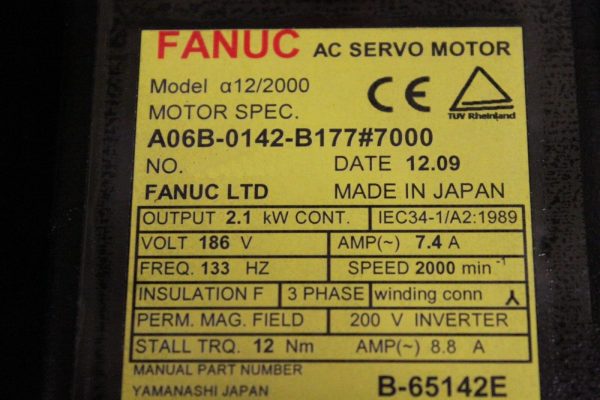 FANUC AC SERVO MOTOR
Model α12/2000
MOTOR SPEC.
TUV Rheinland
A06B-0142-B177#7000
NO. DATE 12.09
FANUC LTD MADE IN JAPAN
OUTPUT 2.1 kW CONT. IEC34-1/A2:1989
VOLT 186 V AMP(~) 7.4 A
FREQ. 133 HZ SPEED 2000 min⁻¹
INSULATION F 3 PHASE winding conn
PERM. MAG. FIELD 200 V INVERTER
STALL TRQ. 12 Nm AMP(~) 8.8 A
MANUAL PART NUMBER
YAMANASHI JAPAN B-65142E